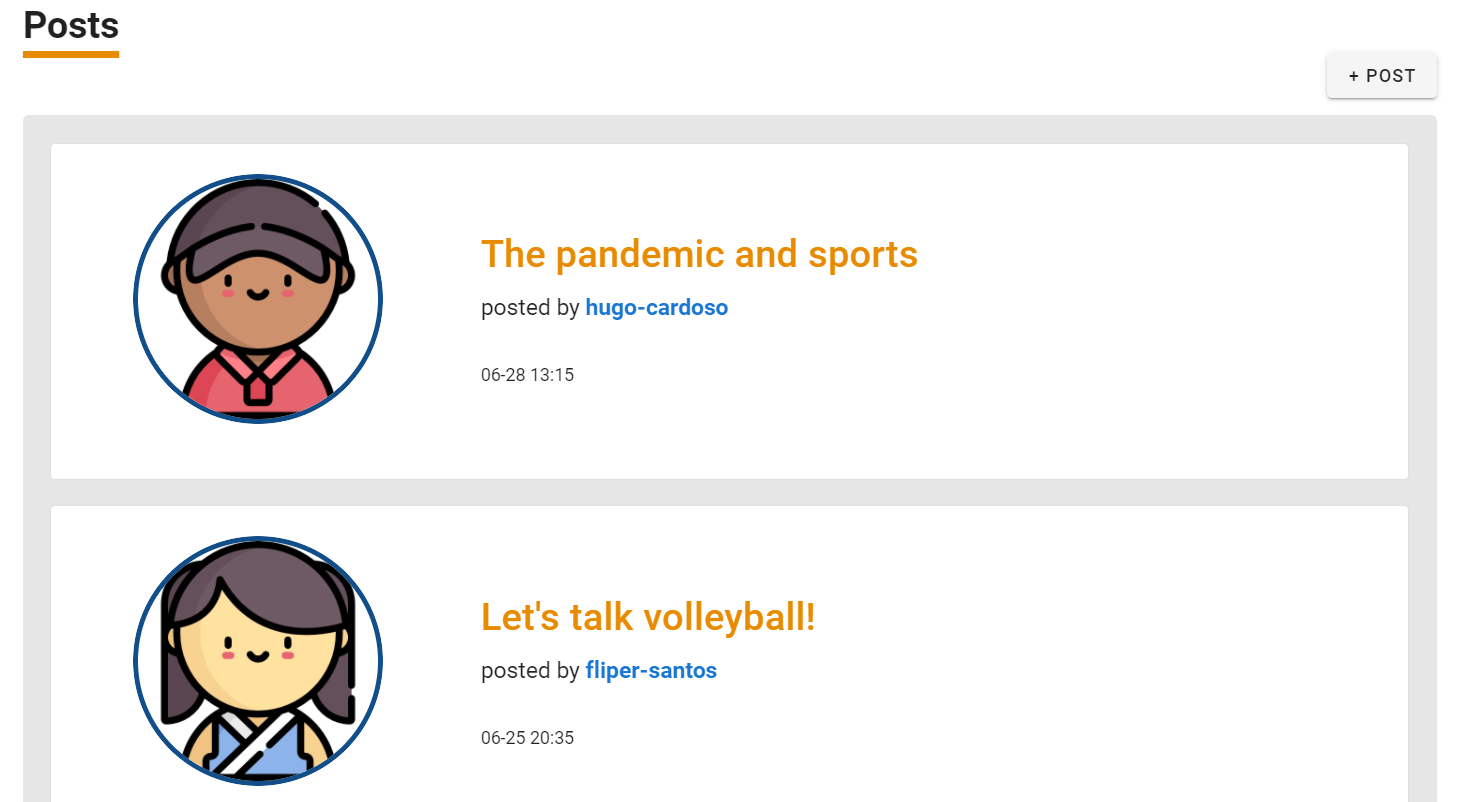 Posts
+ POST
The pandemic and sports
posted by hugo-cardoso
06-28 13:15
Let's talk volleyball!
posted by fliper-santos
06-25 20:35